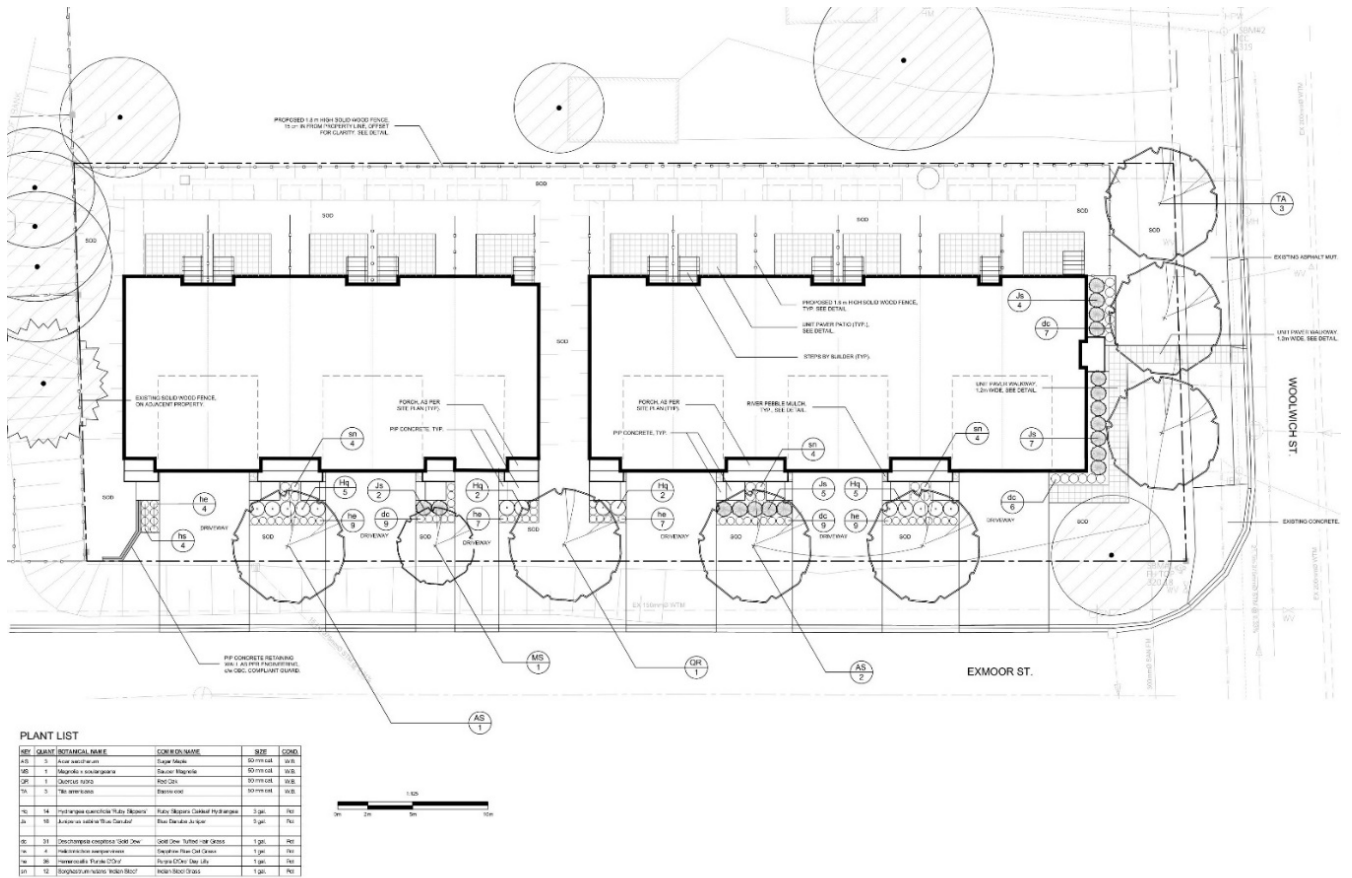 PROPOSED 1.8 m HIGH SOLID WOOD FENCE,
15 cm IN FROM PROPERTY LINE, OFFSET
FOR CLARITY. SEE DETAIL.
SOD
SOD
SOD
SOD
SOD
SOD
TA
3
EXISTING ASPHALT MUT.
Js
4
dc
7
PROPOSED 1.8 m HIGH SOLID WOOD FENCE,
TYP. SEE DETAIL.
UNIT PAVER PATIO (TYP.),
SEE DETAIL.
STEPS BY BUILDER (TYP.)
UNIT PAVER WALKWAY,
1.2m WIDE, SEE DETAIL.
UNIT PAVER WALKWAY,
1.2m WIDE, SEE DETAIL.
EXISTING SOLID WOOD FENCE,
ON ADJACENT PROPERTY.
PORCH, AS PER
SITE PLAN (TYP.)
PIP CONCRETE, TYP.
PORCH, AS PER
SITE PLAN (TYP.)
PIP CONCRETE, TYP.
RIVER PEBBLE MULCH,
TYP. SEE DETAIL.
WOOLWICH ST.
sn
4
sn
4
sn
4
Js
7
he
4
hs
4
Hq
5
he
9
Js
2
dc
9
Hq
2
he
7
Hq
2
he
7
Js
5
dc
9
Hq
5
he
9
dc
6
SOD
DRIVEWAY
SOD
DRIVEWAY
SOD
DRIVEWAY
SOD
DRIVEWAY
SOD
DRIVEWAY
SOD
DRIVEWAY
SOD
EXISTING CONCRETE.
PIP CONCRETE RETAINING
WALL AS PER ENGINEERING,
c/w OBC. COMPLIANT GUARD.
MS
1
QR
1
AS
2
EXMOOR ST.
AS
1
PLANT LIST
KEY QUANT BOTANICAL NAME COMMON NAME SIZE COND.
AS 3 Acer saccharum Sugar Maple 50 mm cal. W.B.
MS 1 Magnolia x soulangeana Saucer Magnolia 50 mm cal. W.B.
QR 1 Quercus rubra Red Oak 50 mm cal. W.B.
TA 3 Tilia americana Basswood 50 mm cal. W.B.
Hq 14 Hydrangea quercifolia 'Ruby Slippers' Ruby Slippers Oakleaf Hydrangea 3 gal. Pot
Js 18 Juniperus sabina 'Blue Danube' Blue Danube Juniper 3 gal. Pot
dc 31 Deschampsia cespitosa 'Gold Dew' Gold Dew Tufted Hair Grass 1 gal. Pot
hs 4 Helictotrichon sempervirens Sapphire Blue Oat Grass 1 gal. Pot
he 36 Hemerocallis 'Purple D'Oro' Purple D'Oro Day Lily 1 gal. Pot
sn 12 Sorghastrum nutans 'Indian Steel' Indian Steel Grass 1 gal. Pot
0m 2m 5m 10m